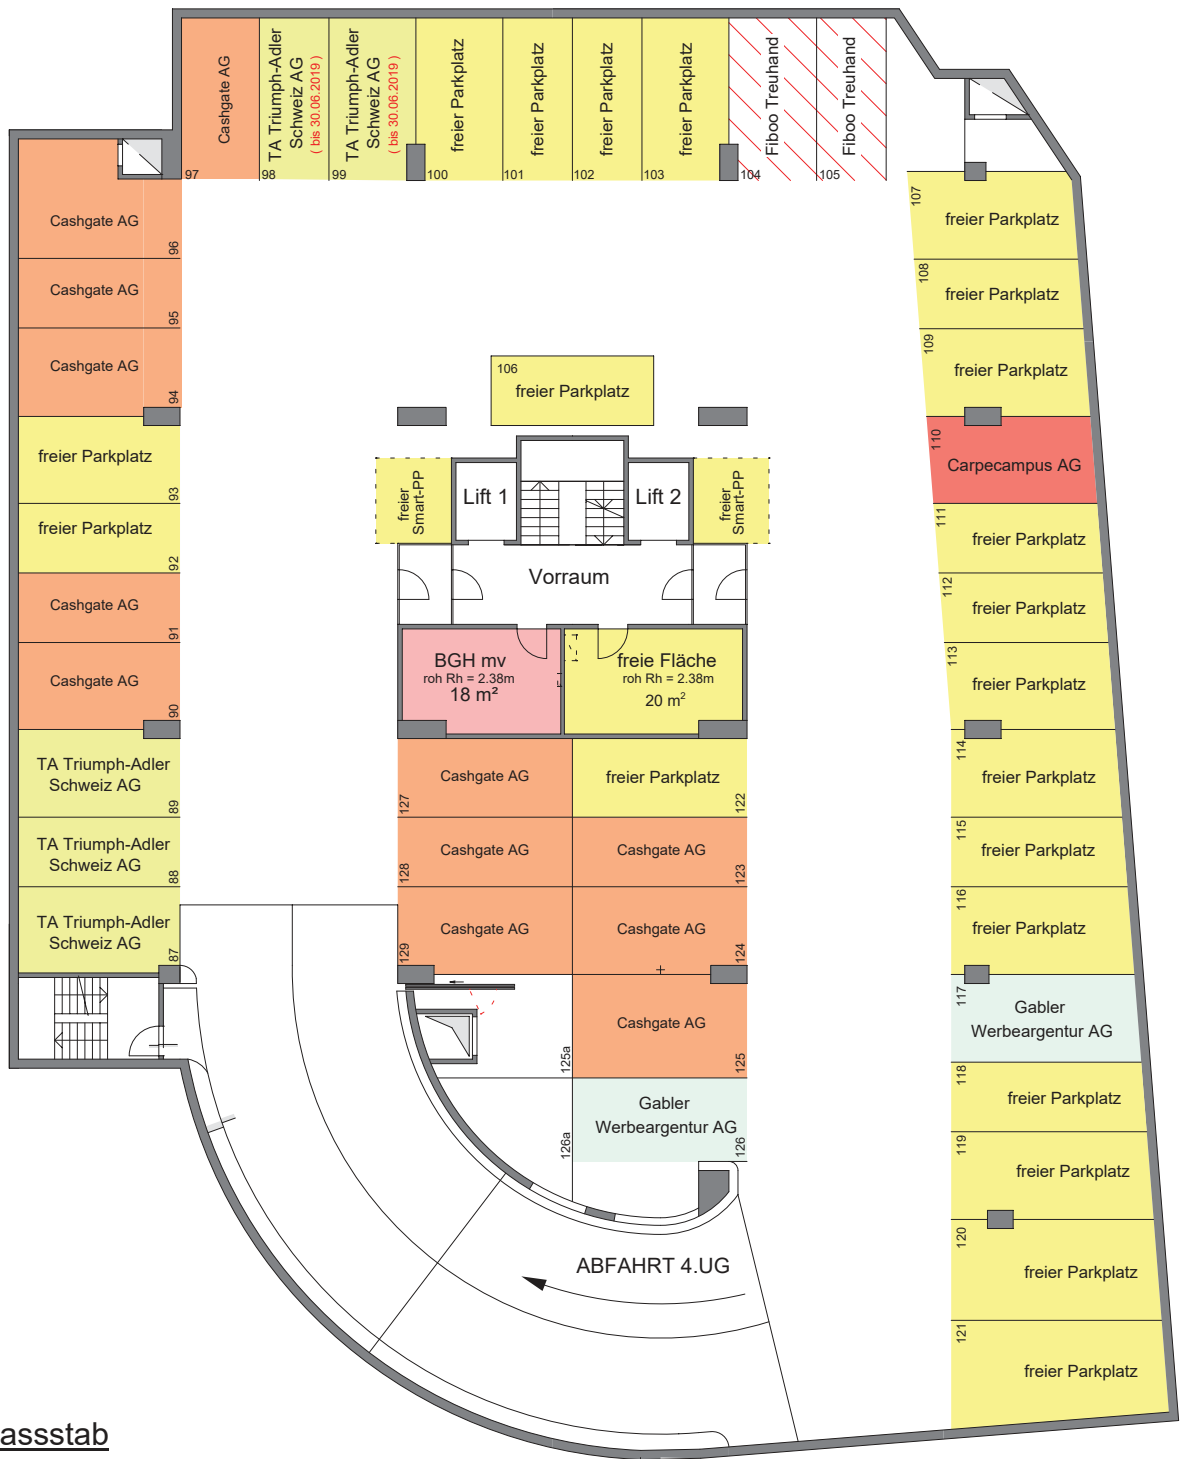 Cashgate AG
97
TA Triumph-Adler
Schweiz AG
( bis 30.06.2019 )
98
TA Triumph-Adler
Schweiz AG
( bis 30.06.2019 )
99
freier Parkplatz
100
freier Parkplatz
101
freier Parkplatz
102
freier Parkplatz
103
Fiboo Treuhand
104
Fiboo Treuhand
105
Cashgate AG
96
Cashgate AG
95
Cashgate AG
94
freier Parkplatz
93
freier Parkplatz
92
Cashgate AG
91
Cashgate AG
90
TA Triumph-Adler
Schweiz AG
89
TA Triumph-Adler
Schweiz AG
88
TA Triumph-Adler
Schweiz AG
87
106
freier Parkplatz
freier
Smart-PP
Lift 1
Lift 2
freier
Smart-PP
Vorraum
BGH mv
roh Rh = 2.38m
18 m²
freie Fläche
roh Rh = 2.38m
20 m²
Cashgate AG
127
freier Parkplatz
122
Cashgate AG
128
Cashgate AG
123
Cashgate AG
129
Cashgate AG
124
Cashgate AG
125a
125
Gabler
Werbeargentur AG
126a
126
ABFAHRT 4.UG
107
freier Parkplatz
108
freier Parkplatz
109
freier Parkplatz
110
Carpecampus AG
111
freier Parkplatz
112
freier Parkplatz
113
freier Parkplatz
114
freier Parkplatz
115
freier Parkplatz
116
freier Parkplatz
117
Gabler
Werbeargentur AG
118
freier Parkplatz
119
freier Parkplatz
120
freier Parkplatz
121
freier Parkplatz
assstab